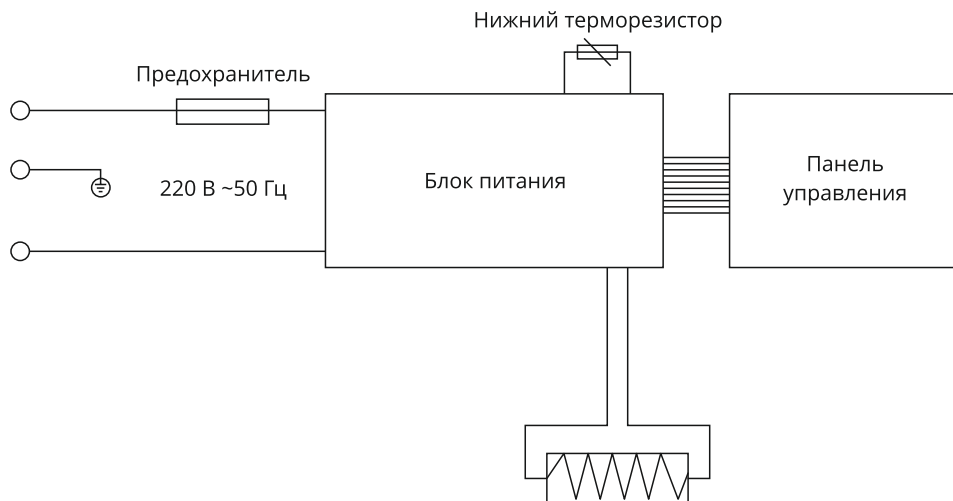 Нижний терморезистор
Предохранитель
220 В ~50 Гц
Блок питания
Панель
управления